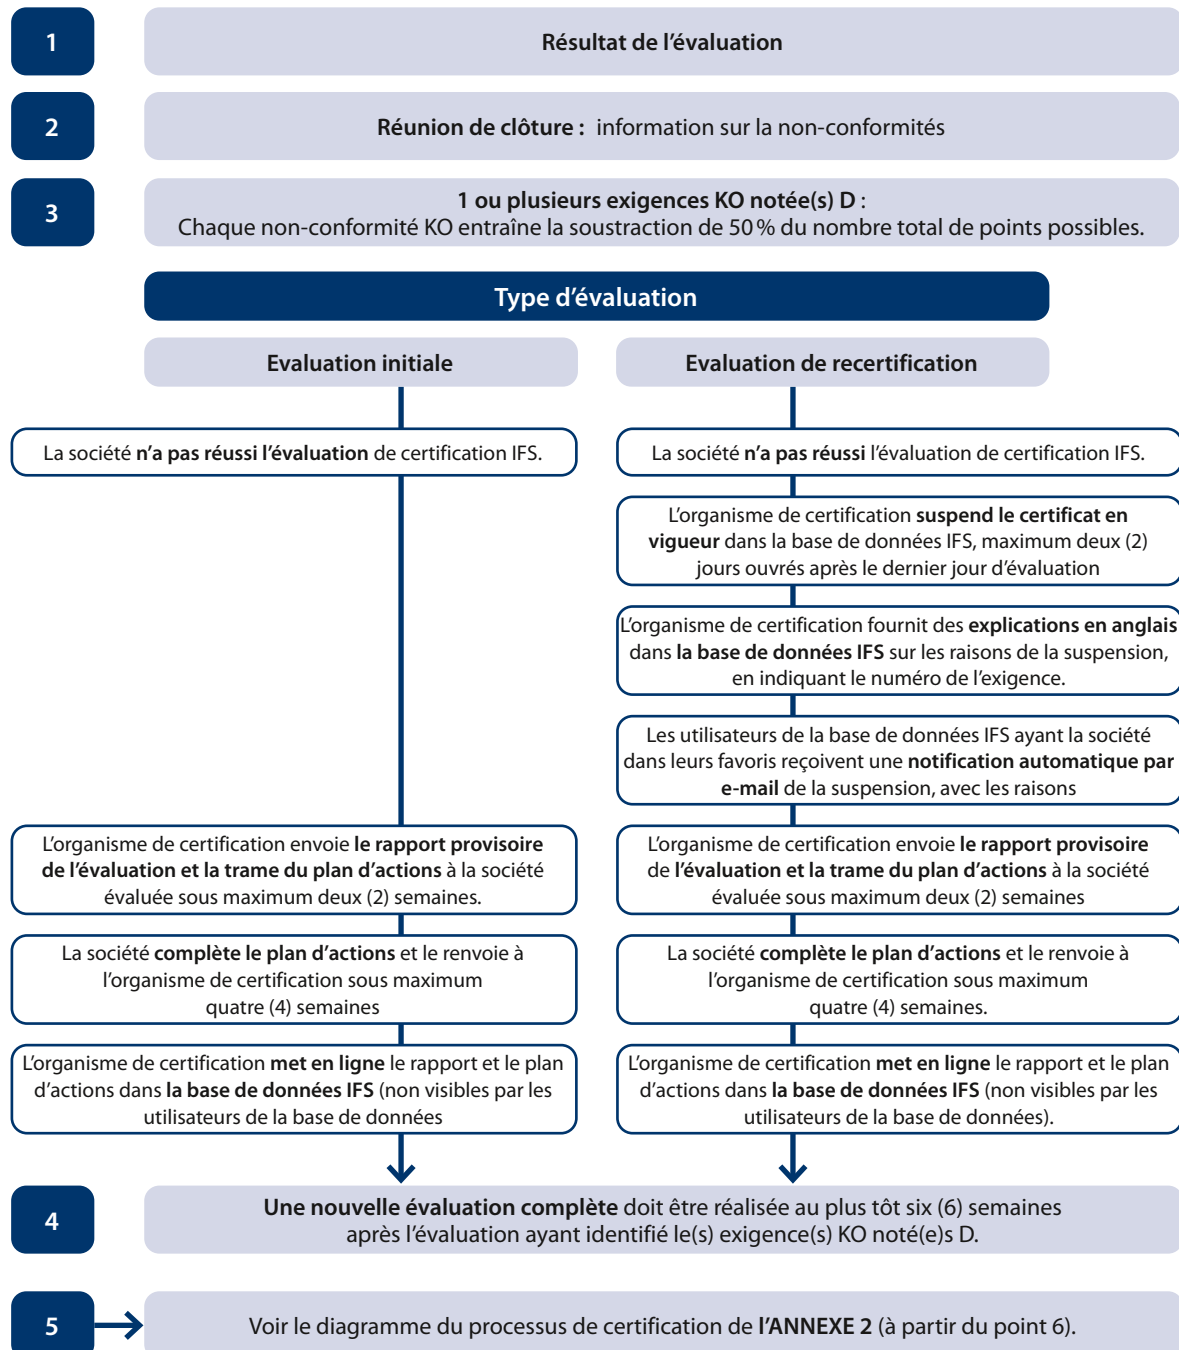 1
Résultat de l'évaluation
2
Réunion de clôture : information sur la non-conformités
3
1 ou plusieurs exigences KO notée(s) D :
Chaque non-conformité KO entraîne la soustraction de 50 % du nombre total de points possibles.
Type d'évaluation
Evaluation initiale
Evaluation de recertification
La société n'a pas réussi l'évaluation de certification IFS.
La société n'a pas réussi l'évaluation de certification IFS.
L'organisme de certification suspend le certificat en
vigueur dans la base de données IFS, maximum deux (2)
jours ouvrés après le dernier jour d'évaluation
L'organisme de certification fournit des explications en anglais
dans la base de données IFS sur les raisons de la suspension,
en indiquant le numéro de l'exigence.
Les utilisateurs de la base de données IFS ayant la société
dans leurs favoris reçoivent une notification automatique par
e-mail de la suspension, avec les raisons
L'organisme de certification envoie le rapport provisoire
de l'évaluation et la trame du plan d'actions à la société
évaluée sous maximum deux (2) semaines.
L'organisme de certification envoie le rapport provisoire
de l'évaluation et la trame du plan d'actions à la société
évaluée sous maximum deux (2) semaines
La société complète le plan d'actions et le renvoie à
l'organisme de certification sous maximum
quatre (4) semaines
La société complète le plan d'actions et le renvoie à
l'organisme de certification sous maximum
quatre (4) semaines.
L'organisme de certification met en ligne le rapport et le plan
d'actions dans la base de données IFS (non visibles par les
utilisateurs de la base de données
L'organisme de certification met en ligne le rapport et le plan
d'actions dans la base de données IFS (non visibles par les
utilisateurs de la base de données).
4
Une nouvelle évaluation complète doit être réalisée au plus tôt six (6) semaines
après l'évaluation ayant identifié le(s) exigence(s) KO noté(e)s D.
5
Voir le diagramme du processus de certification de l'ANNEXE 2 (à partir du point 6).